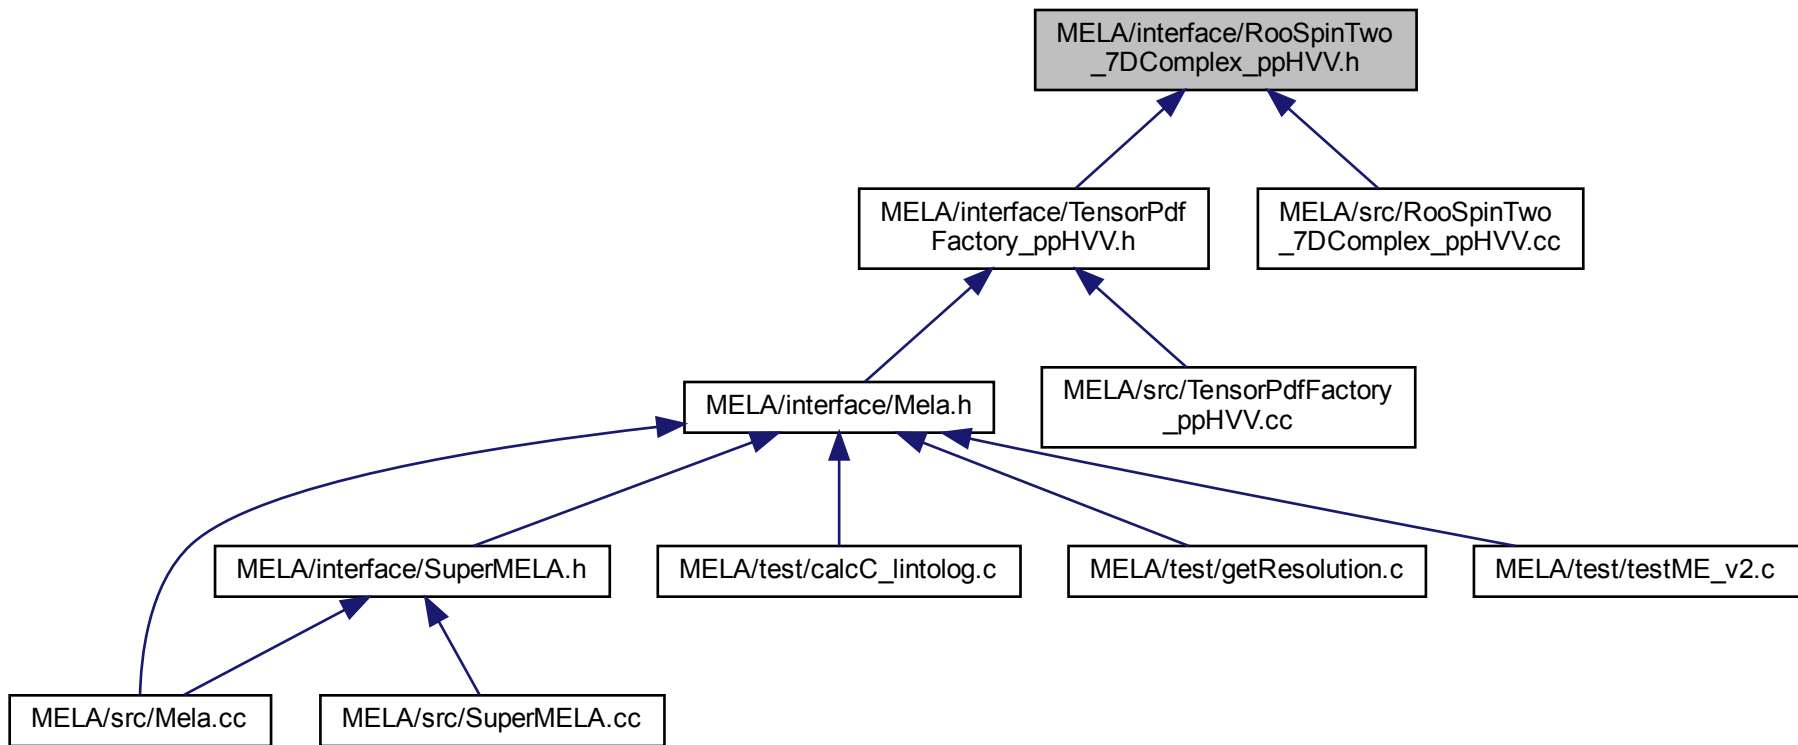 MELA/interface/RooSpinTwo
_7DComplex_ppHVV.h
MELA/interface/TensorPdf
Factory_ppHVV.h
MELA/src/RooSpinTwo
_7DComplex_ppHVV.cc
MELA/interface/Mela.h
MELA/src/TensorPdfFactory
_ppHVV.cc
MELA/interface/SuperMELA.h
MELA/test/calcC_lintolog.c
MELA/test/getResolution.c
MELA/test/testME_v2.c
MELA/src/Mela.cc
MELA/src/SuperMELA.cc